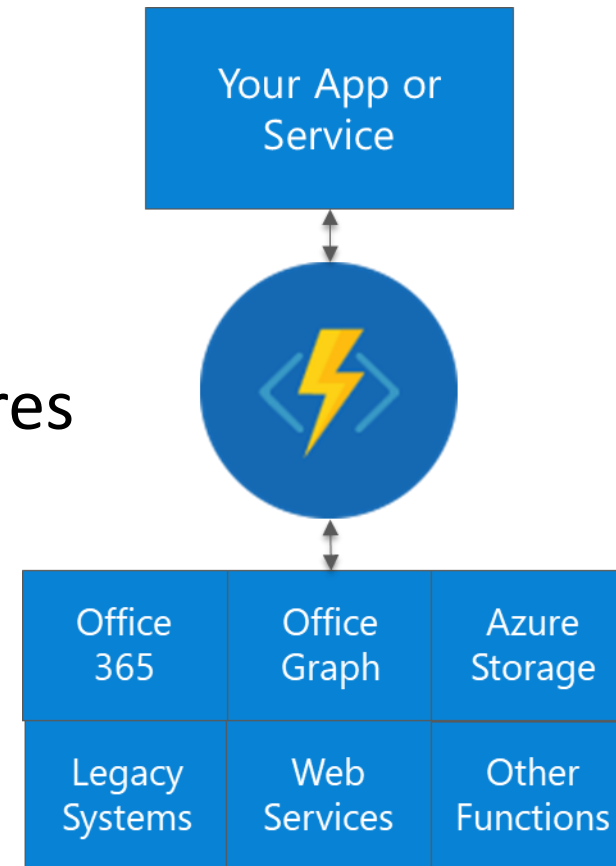 Your App or
Service
res
Office
365
Office
Graph
Azure
Storage
Legacy
Systems
Web
Services
Other
Functions